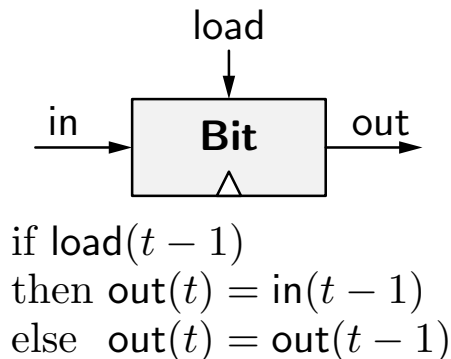 load
in Bit out
if load(t − 1)
then out(t) = in(t − 1)
else out(t) = out(t − 1)